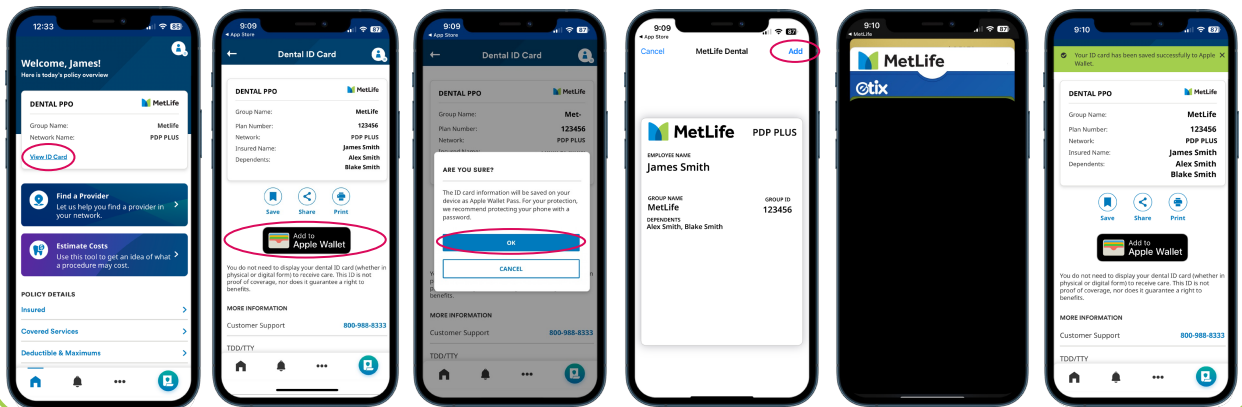 12:33
85
Welcome, James!
Here is today's policy overview
DENTAL PPO
MetLife
Group Name: Metlife
Network Name: PDP PLUS
View ID Card
Find a Provider
Let us help you find a provider in
your network.
Estimate Costs
Use this tool to get an idea of what
a procedure may cost.
POLICY DETAILS
Insured
Covered Services
Deductible & Maximums
9:09
87
App Store
Dental ID Card
DENTAL PPO
MetLife
Group Name: MetLife
Plan Number: 123456
Network: PDP PLUS
Insured Name: James Smith
Dependents: Alex Smith
Blake Smith
Save Share Print
Add to
Apple Wallet
You do not need to display your dental ID card (whether in
physical or digital form) to receive care. This ID is not
proof of coverage, nor does it guarantee a right to
benefits.
MORE INFORMATION
Customer Support 800-988-8333
TDD/TTY
9:09
87
App Store
Dental ID Card
DENTAL PPO
MetLife
Group Name: Met-
Plan Number: 123456
Network: PDP PLUS
ARE YOU SURE?
The ID card information will be saved on your
device as Apple Wallet Pass. For your protection,
we recommend protecting your phone with a
password.
OK
CANCEL
benefits.
MORE INFORMATION
Customer Support 800-988-8333
TDD/TTY
9:09
87
App Store
Cancel MetLife Dental Add
MetLife PDP PLUS
EMPLOYEE NAME
James Smith
GROUP NAME GROUP ID
MetLife 123456
DEPENDENTS
Alex Smith, Blake Smith
9:10
87
MetLife
MetLife
etix
9:10
87
Your ID card has been saved successfully to Apple
Wallet.
DENTAL PPO
MetLife
Group Name: MetLife
Plan Number: 123456
Network: PDP PLUS
Insured Name: James Smith
Dependents: Alex Smith
Blake Smith
Save Share Print
Add to
Apple Wallet
You do not need to display your dental ID card (whether in
physical or digital form) to receive care. This ID is not
proof of coverage, nor does it guarantee a right to
benefits.
MORE INFORMATION
Customer Support 800-988-8333
TDD/TTY